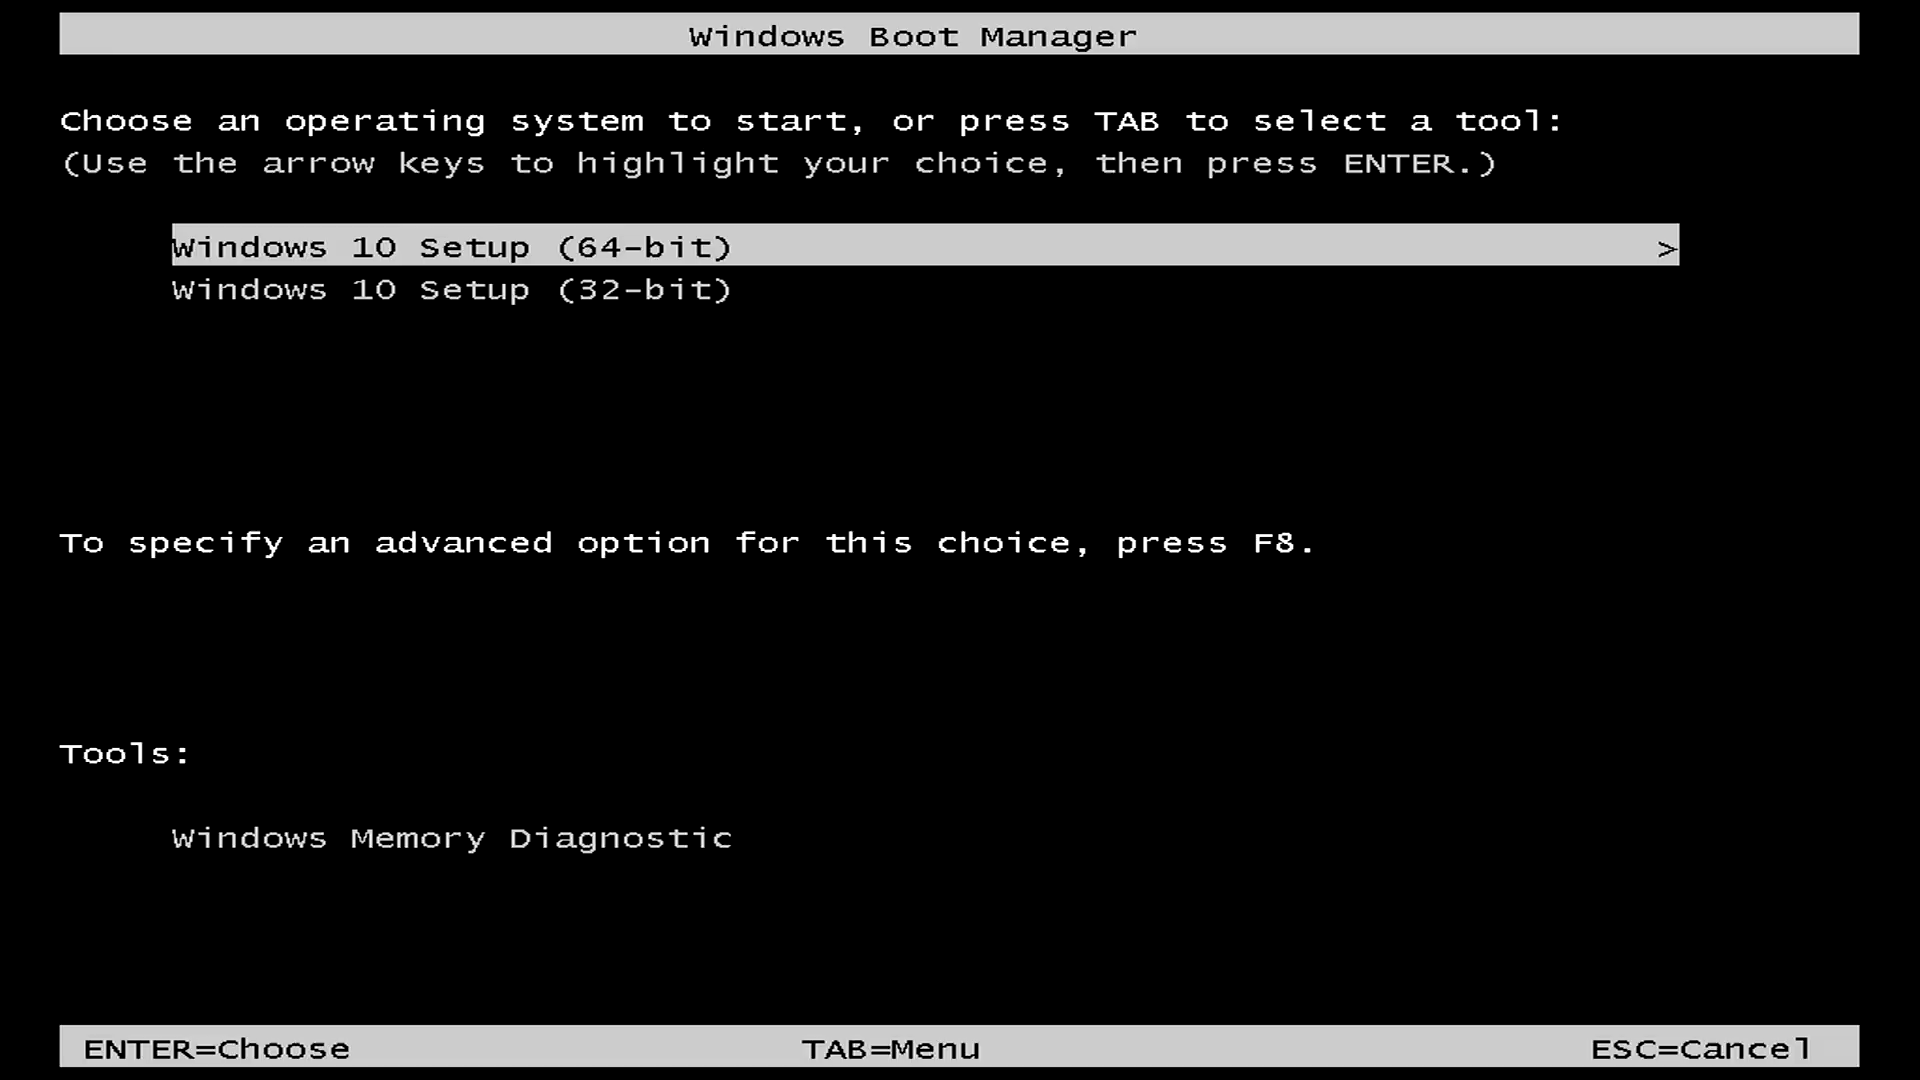 Windows Boot Manager
Choose an operating system to start, or press TAB to select a tool:
(Use the arrow keys to highlight your choice, then press ENTER.)
Windows 10 Setup (64-bit) >
Windows 10 Setup (32-bit)
To specify an advanced option for this choice, press F8.
Tools:
Windows Memory Diagnostic
ENTER=Choose TAB=Menu ESC=Cancel